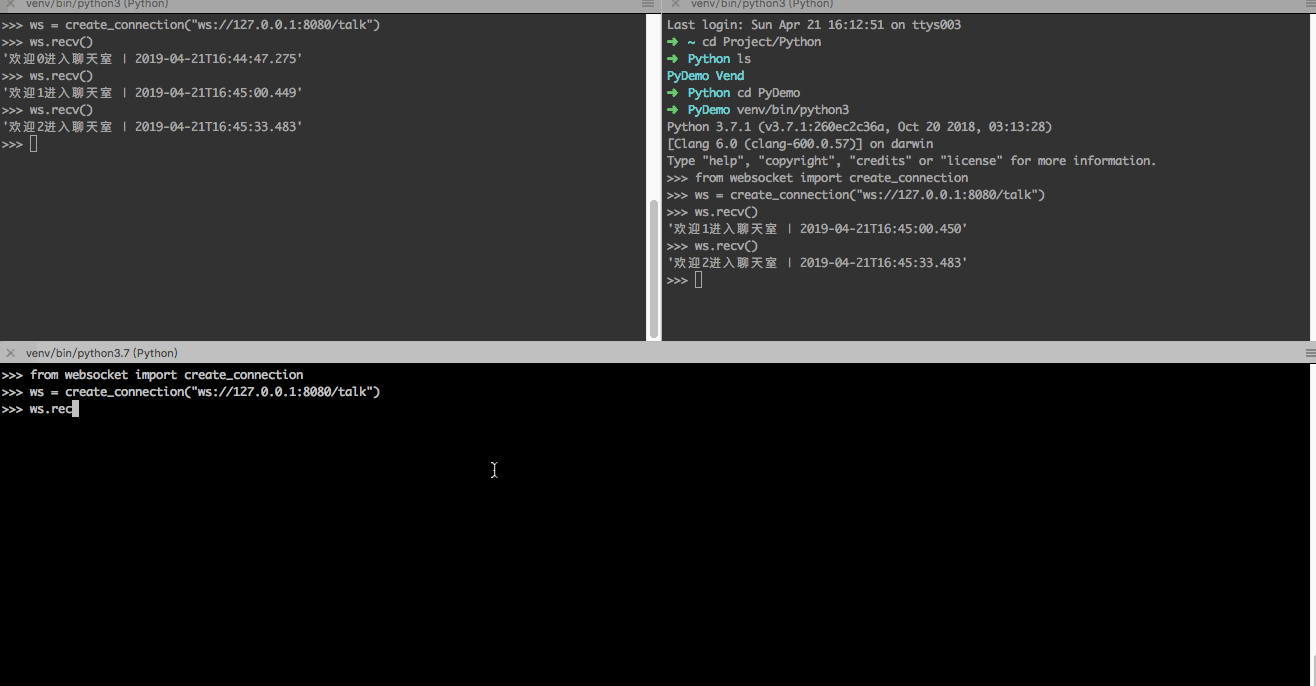 venv/bin/python3 (Python)
>>> ws = create_connection("ws://127.0.0.1:8080/talk")
>>> ws.recv()
'欢迎0进入聊天室 | 2019-04-21T16:44:47.275'
>>> ws.recv()
'欢迎1进入聊天室 | 2019-04-21T16:45:00.449'
>>> ws.recv()
'欢迎2进入聊天室 | 2019-04-21T16:45:33.483'
>>>
venv/bin/python3 (Python)
Last login: Sun Apr 21 16:12:51 on ttys003
➜ ~ cd Project/Python
➜ Python ls
PyDemo Vend
➜ Python cd PyDemo
➜ PyDemo venv/bin/python3
Python 3.7.1 (v3.7.1:260ec2c36a, Oct 20 2018, 03:13:28)
[Clang 6.0 (clang-600.0.57)] on darwin
Type "help", "copyright", "credits" or "license" for more information.
>>> from websocket import create_connection
>>> ws = create_connection("ws://127.0.0.1:8080/talk")
>>> ws.recv()
'欢迎1进入聊天室 | 2019-04-21T16:45:00.450'
>>> ws.recv()
'欢迎2进入聊天室 | 2019-04-21T16:45:33.483'
>>>
venv/bin/python3.7 (Python)
>>> from websocket import create_connection
>>> ws = create_connection("ws://127.0.0.1:8080/talk")
>>> ws.rec